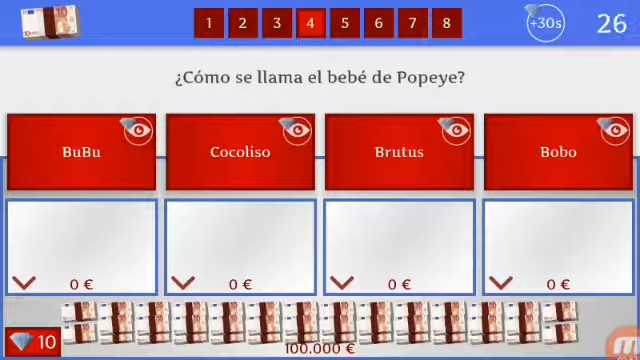 1 2 3 4 5 6 7 8
+30s
26
¿Cómo se llama el bebé de Popeye?
BuBu
Cocoliso
Brutus
Bobo
0 €
0 €
0 €
0 €
10
100.000 €